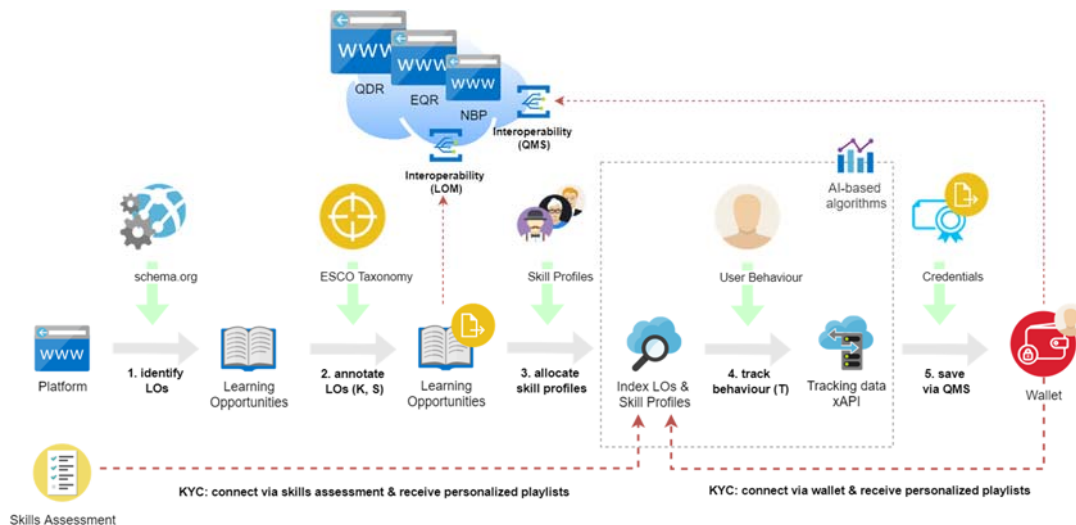 www
www
www
QDR
EQR
NBP
Interoperability
(QMS)
Interoperability
(LOM)
AI-based
algorithms
schema.org
ESCO Taxonomy
Skill Profiles
User Behaviour
Credentials
www
Platform
1. identify
LOs
Learning
Opportunities
2. annotate
LOs (K, S)
Learning
Opportunities
3. allocate
skill profiles
Index LOs &
Skill Profiles
4. track
behaviour (T)
Tracking data
xAPI
5. save
via QMS
Wallet
KYC: connect via skills assessment & receive personalized playlists
KYC: connect via wallet & receive personalized playlists
Skills Assessment